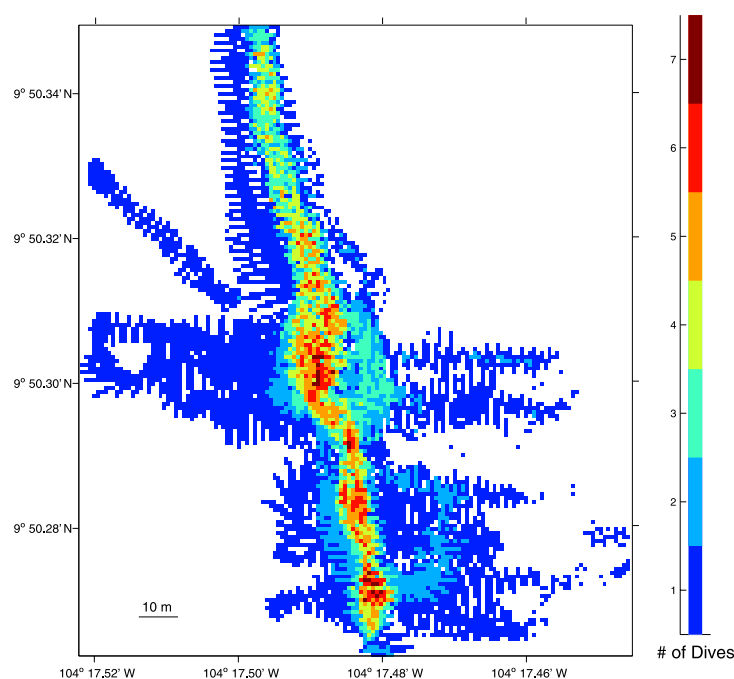 7
9° 50.34' N
6
9° 50.32' N
5
4
9° 50.30' N
3
2
9° 50.28' N
1
10 m
# of Dives
104° 17.52' W
104° 17.50' W
104° 17.48' W
104° 17.46' W